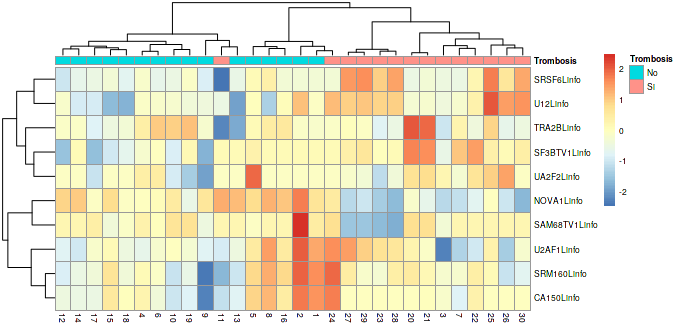 Trombosis
SRSF6Linfo
U12Linfo
TRA2BLinfo
SF3BTV1Linfo
UA2F2Linfo
NOVA1Linfo
SAM68TV1Linfo
U2AF1Linfo
SRM160Linfo
CA150Linfo
12 14 17 15 18 4 6 10 19 9 11 13 5 8 16 2 1 24 27 29 23 28 20 21 3 7 22 25 26 30
2
1
0
-1
-2
Trombosis
No
Si